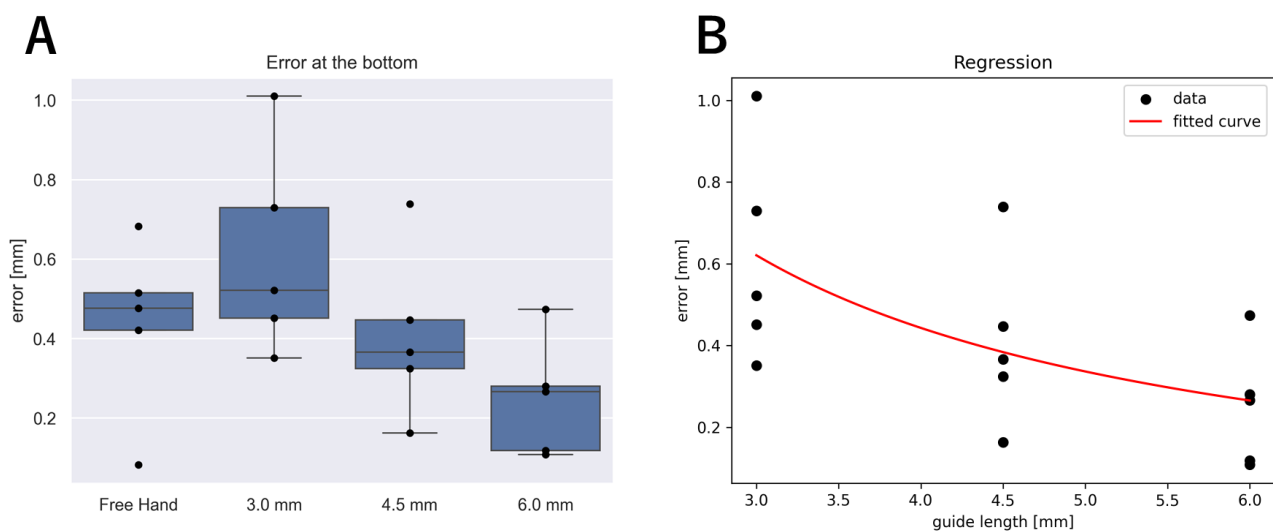 A
Error at the bottom
error [mm]
1.0
0.8
0.6
0.4
0.2
Free Hand
3.0 mm
4.5 mm
6.0 mm
B
Regression
data
fitted curve
error [mm]
1.0
0.8
0.6
0.4
0.2
3.0
3.5
4.0
4.5
5.0
5.5
6.0
guide length [mm]